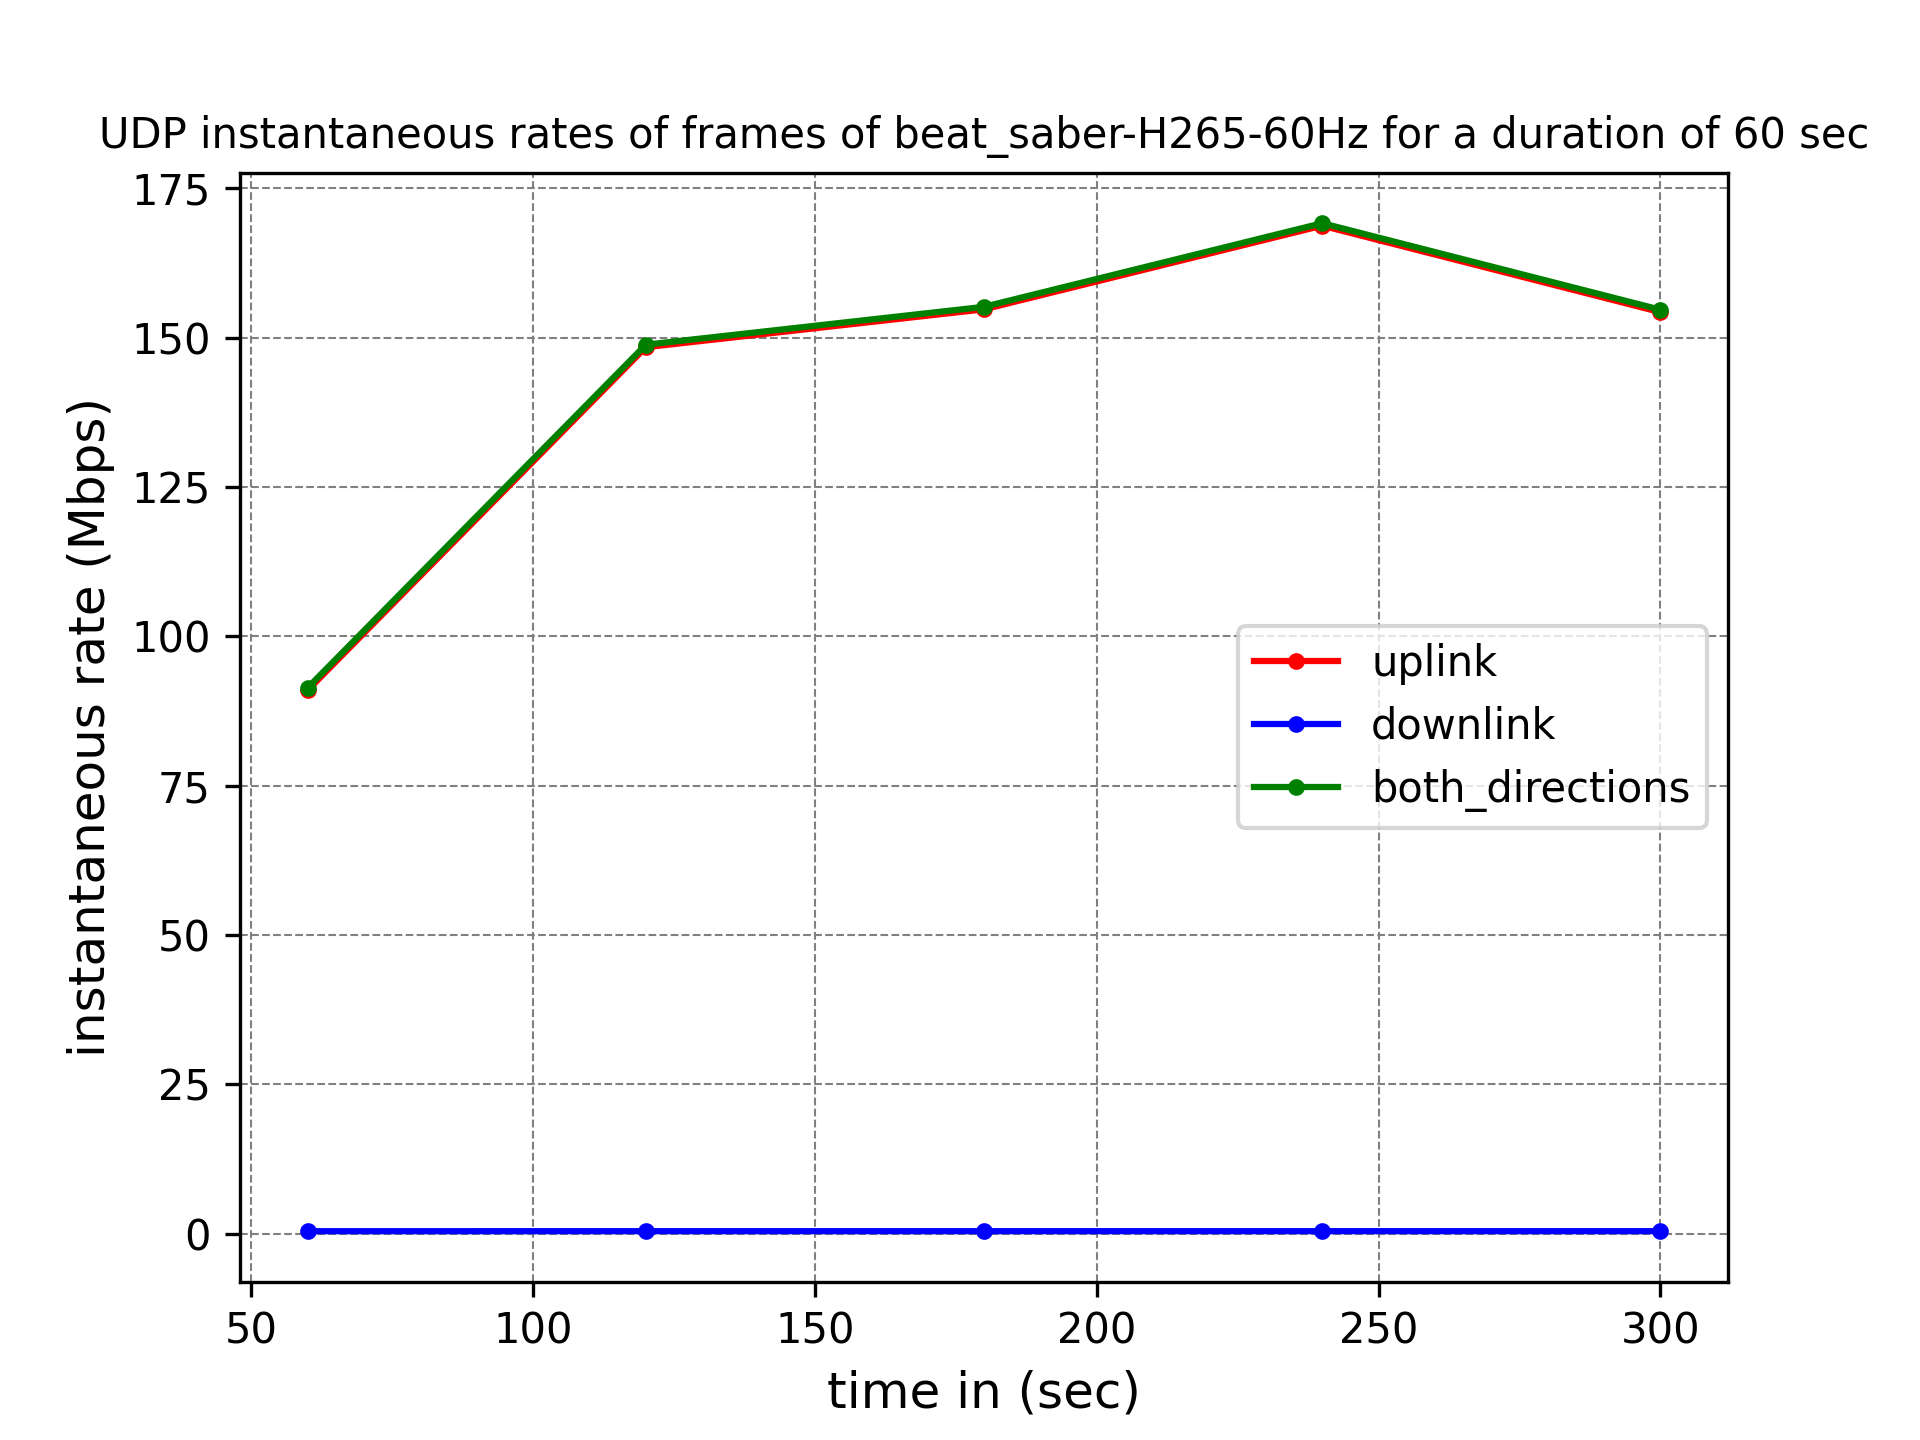 UDP instantaneous rates of frames of beat_saber-H265-60Hz for a duration of 60 sec
instantaneous rate (Mbps)
175
150
125
100
75
50
25
0
uplink
downlink
both_directions
50 100 150 200 250 300
time in (sec)